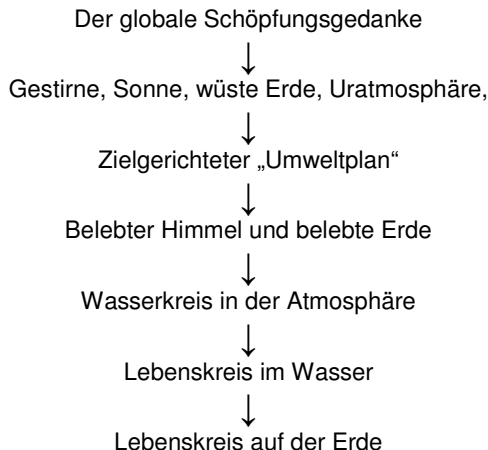 Der globale Schöpfungsgedanke
Gestirne, Sonne, wüste Erde, Uratmosphäre,
Zielgerichteter „Umweltplan“
Belebter Himmel und belebte Erde
Wasserkreis in der Atmosphäre
Lebenskreis im Wasser
Lebenskreis auf der Erde